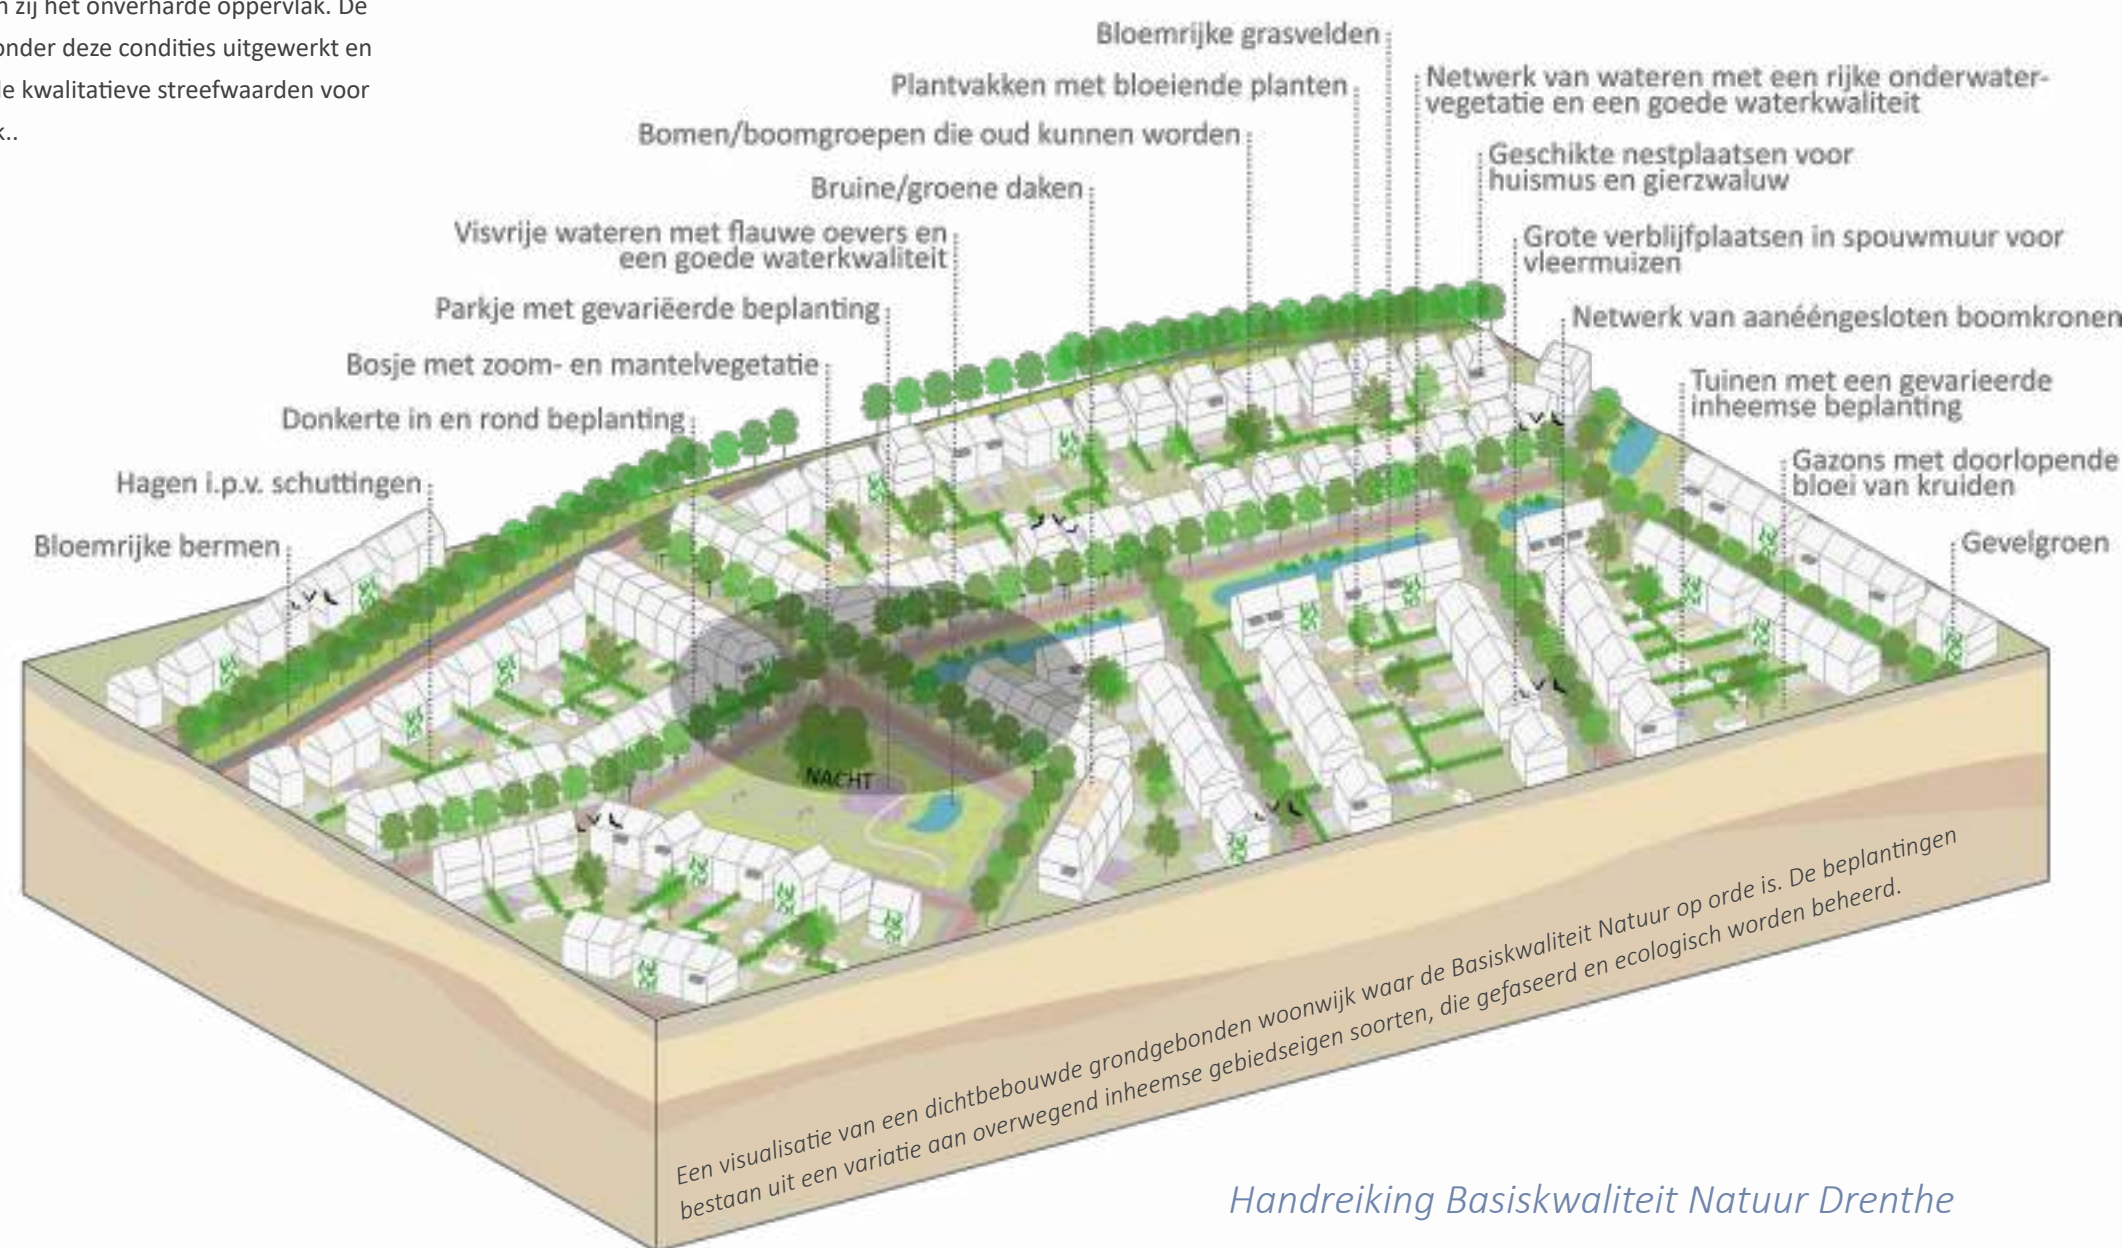 n zij het onverharde oppervlak. De
onder deze condities uitgewerkt en
de kwalitatieve streefwaarden voor
k..
Bloemrijke grasvelden
Plantvakken met bloeiende planten
Netwerk van wateren met een rijke onderwater-
vegetatie en een goede waterkwaliteit
Bomen/boomgroepen die oud kunnen worden
Geschikte nestplaatsen voor
huismus en gierzwaluw
Bruine/groene daken
Visvrije wateren met flauwe oevers en
een goede waterkwaliteit
Grote verblijfplaatsen in spouwmuur voor
vleermuizen
Parkje met gevariëerde beplanting
Netwerk van aanééngesloten boomkronen
Bosje met zoom- en mantelvegetatie
Tuinen met een gevarieerde
inheemse beplanting
Donkerte in en rond beplanting
Gazons met doorlopende
bloei van kruiden
Hagen i.p.v. schuttingen
Bloemrijke bermen
Gevelgroen
NACHT
Een visualisatie van een dichtbebouwde grondgebonden woonwijk waar de Basiskwaliteit Natuur op orde is. De beplantingen
bestaan uit een variatie aan overwegend inheemse gebiedseigen soorten, die gefaseerd en ecologisch worden beheerd.
Handreiking Basiskwaliteit Natuur Drenthe